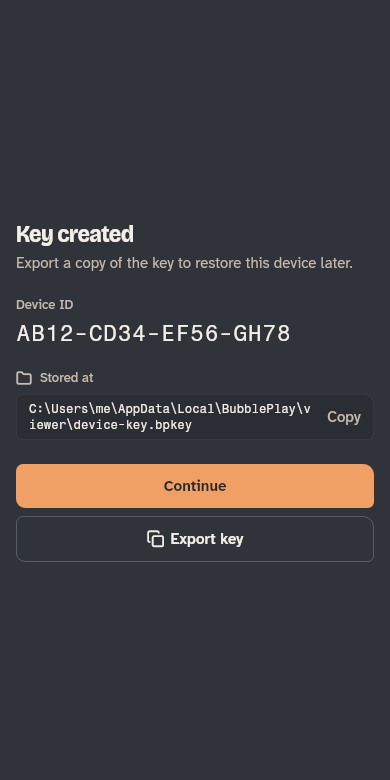 Key created
Export a copy of the key to restore this device later.
Device ID
AB12-CD34-EF56-GH78
Stored at
C:\Users\me\AppData\Local\BubblePlay\v
iewer\device-key.bpkey
Copy
Continue
Export key